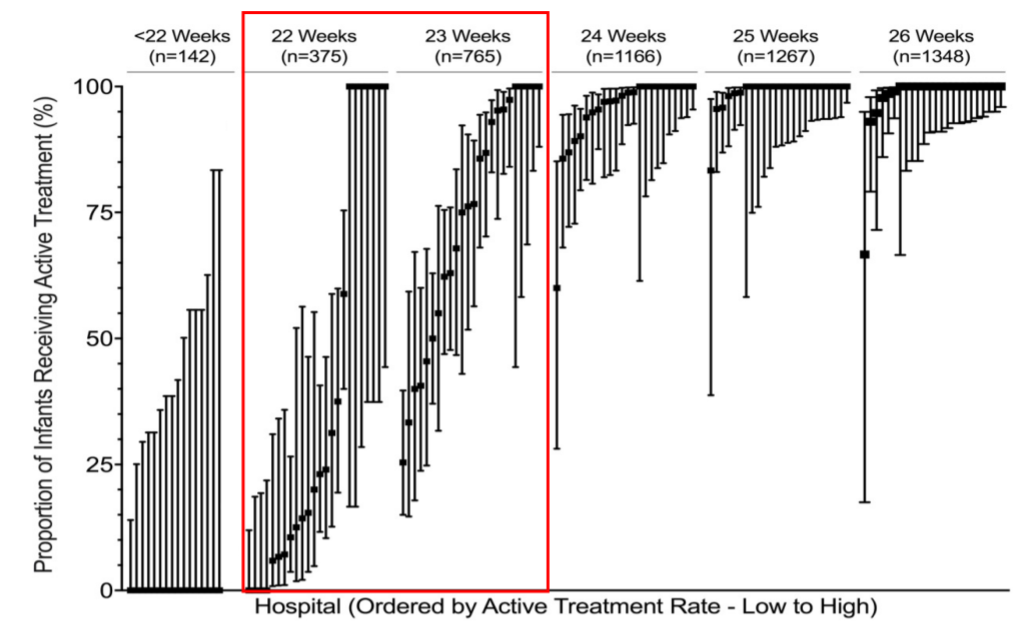 <22 Weeks
(n=142)
22 Weeks
(n=375)
23 Weeks
(n=765)
24 Weeks
(n=1166)
25 Weeks
(n=1267)
26 Weeks
(n=1348)
Proportion of Infants Receiving Active Treatment (%)
100
75
50
25
0
Hospital (Ordered by Active Treatment Rate - Low to High)